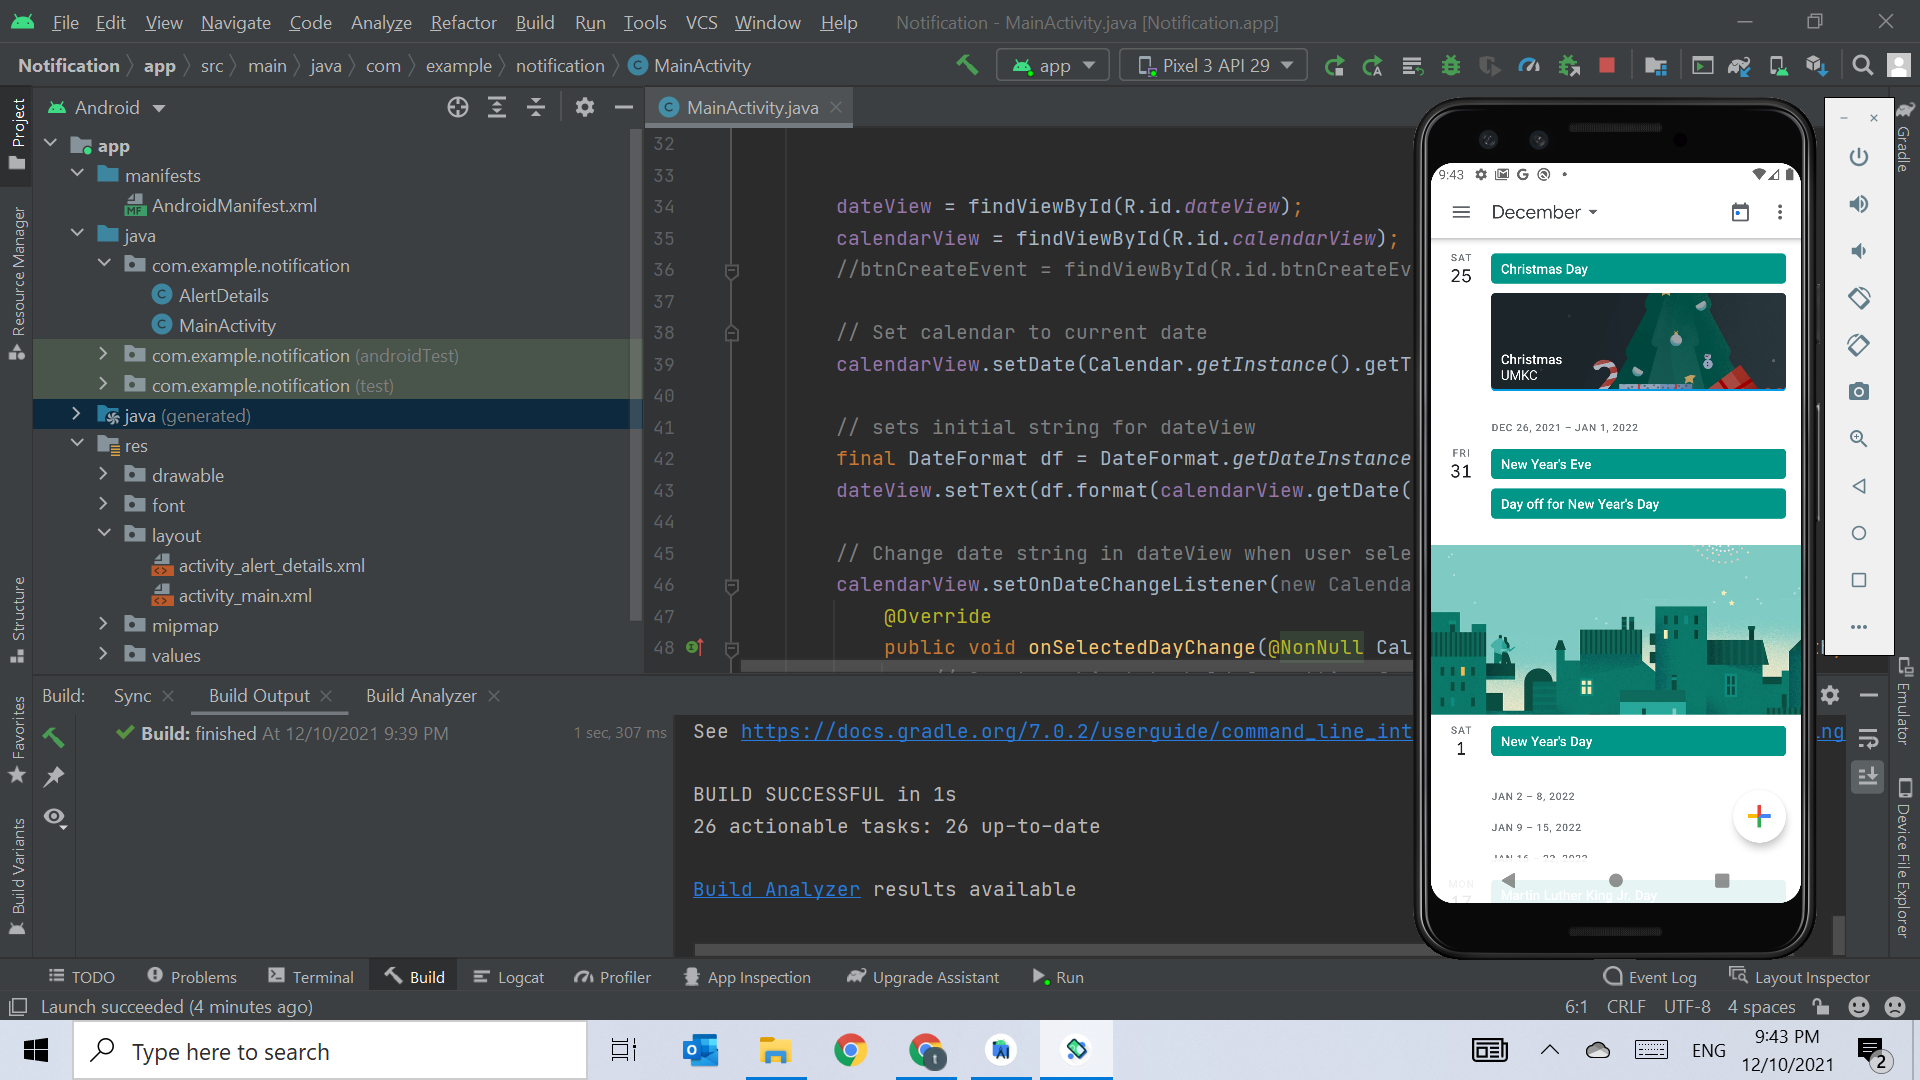 File Edit View Navigate Code Analyze Refactor Build Run Tools VCS Window Help Notification - MainActivity.java [Notification.app]
Notification app src main java com example notification MainActivity app Pixel 3 API 29
Project
Resource Manager
Structure
Favorites
Build Variants
Android
app
manifests
AndroidManifest.xml
java
com.example.notification
AlertDetails
MainActivity
com.example.notification (androidTest)
com.example.notification (test)
java (generated)
res
drawable
font
layout
activity_alert_details.xml
activity_main.xml
mipmap
values
MainActivity.java
32
33
34 dateView = findViewById(R.id.dateView);
35 calendarView = findViewById(R.id.calendarView);
36 //btnCreateEvent = findViewById(R.id.btnCreateEv
37
38 // Set calendar to current date
39 calendarView.setDate(Calendar.getInstance().getT
40
41 // sets initial string for dateView
42 final DateFormat df = DateFormat.getDateInstance
43 dateView.setText(df.format(calendarView.getDate(
44
45 // Change date string in dateView when user sele
46 calendarView.setOnDateChangeListener(new Calenda
47 @Override
48 public void onSelectedDayChange(@NonNull Cal
Build: Sync Build Output Build Analyzer
Build: finished At 12/10/2021 9:39 PM 1 sec, 307 ms
See https://docs.gradle.org/7.0.2/userguide/command_line_int ing
BUILD SUCCESSFUL in 1s
26 actionable tasks: 26 up-to-date
Build Analyzer results available
9:43
December
SAT
25
Christmas Day
Christmas
UMKC
DEC 26, 2021 – JAN 1, 2022
FRI
31
New Year's Eve
Day off for New Year's Day
SAT
1
New Year's Day
JAN 2 – 8, 2022
JAN 9 – 15, 2022
JAN 16 – 22, 2022
MON
17
Martin Luther King Jr. Day
Gradle
Emulator
Device File Explorer
TODO Problems Terminal Build Logcat Profiler App Inspection Upgrade Assistant Run Event Log Layout Inspector
Launch succeeded (4 minutes ago) 6:1 CRLF UTF-8 4 spaces
Type here to search
ENG
9:43 PM
12/10/2021
2